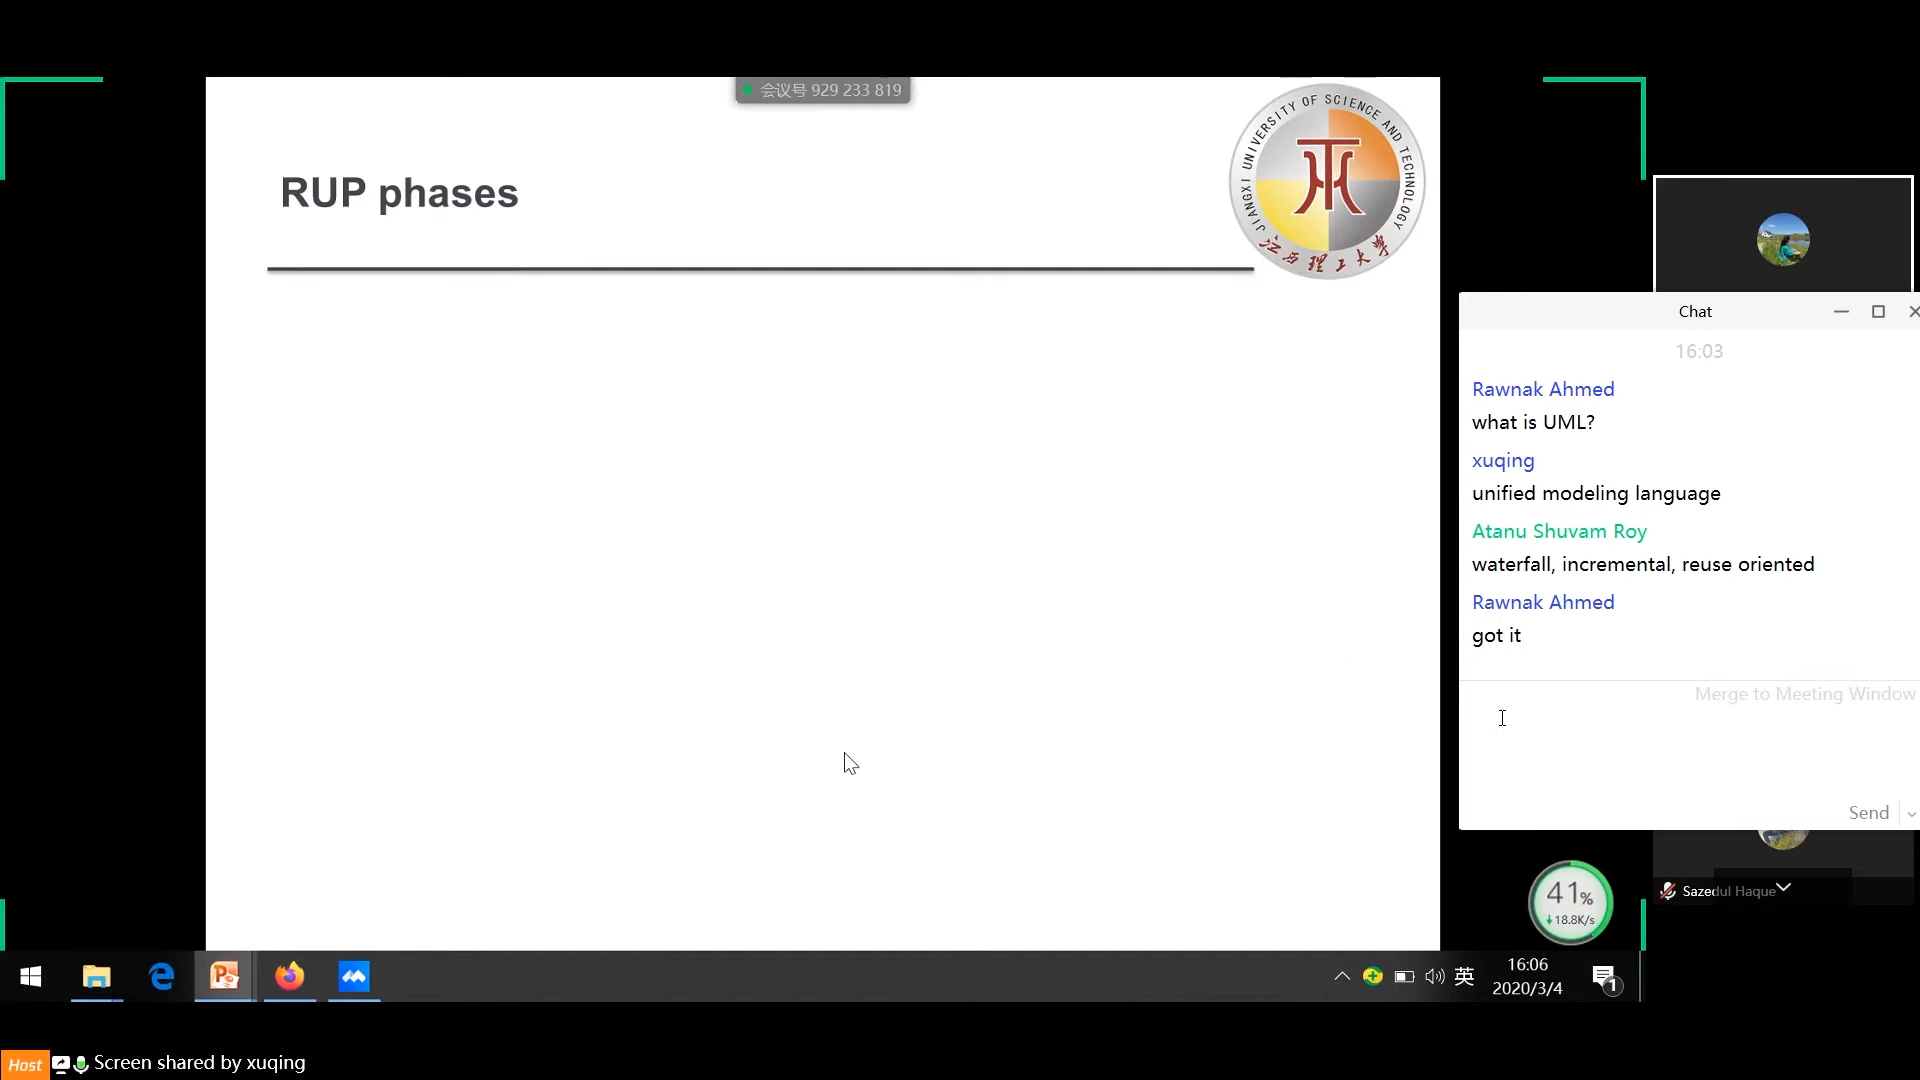 会议号 929 233 819
RUP phases
JIANGXI UNIVERSITY OF SCIENCE AND TECHNOLOGY
江西理工大学
Chat
16:03
Rawnak Ahmed
what is UML?
xuqing
unified modeling language
Atanu Shuvam Roy
waterfall, incremental, reuse oriented
Rawnak Ahmed
got it
Merge to Meeting Window
Send
Sazedul Haque
41%
18.8K/s
英
16:06
2020/3/4
1
Host
Screen shared by xuqing